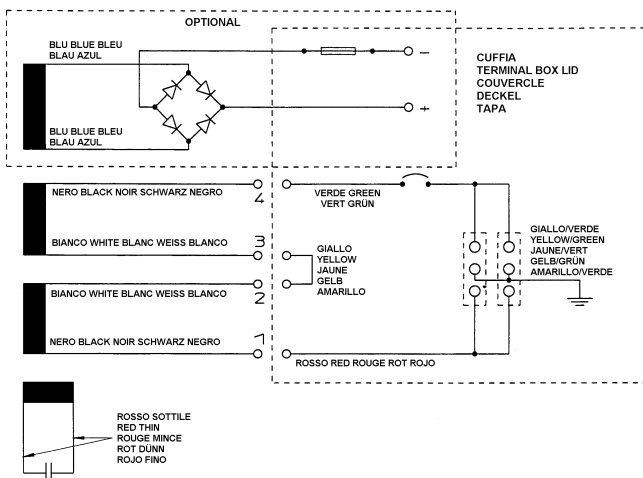 OPTIONAL
BLU BLUE BLEU
BLAU AZUL
−
CUFFIA
TERMINAL BOX LID
COUVERCLE
DECKEL
TAPA
+
BLU BLUE BLEU
BLAU AZUL
NERO BLACK NOIR SCHWARZ NEGRO
4
VERDE GREEN
VERT GRÜN
BIANCO WHITE BLANC WEISS BLANCO
3
GIALLO
YELLOW
JAUNE
GELB
AMARILLO
GIALLO/VERDE
YELLOW/GREEN
JAUNE/VERT
GELB/GRÜN
AMARILLO/VERDE
BIANCO WHITE BLANC WEISS BLANCO
2
NERO BLACK NOIR SCHWARZ NEGRO
1
ROSSO RED ROUGE ROT ROJO
ROSSO SOTTILE
RED THIN
ROUGE MINCE
ROT DÜNN
ROJO FINO